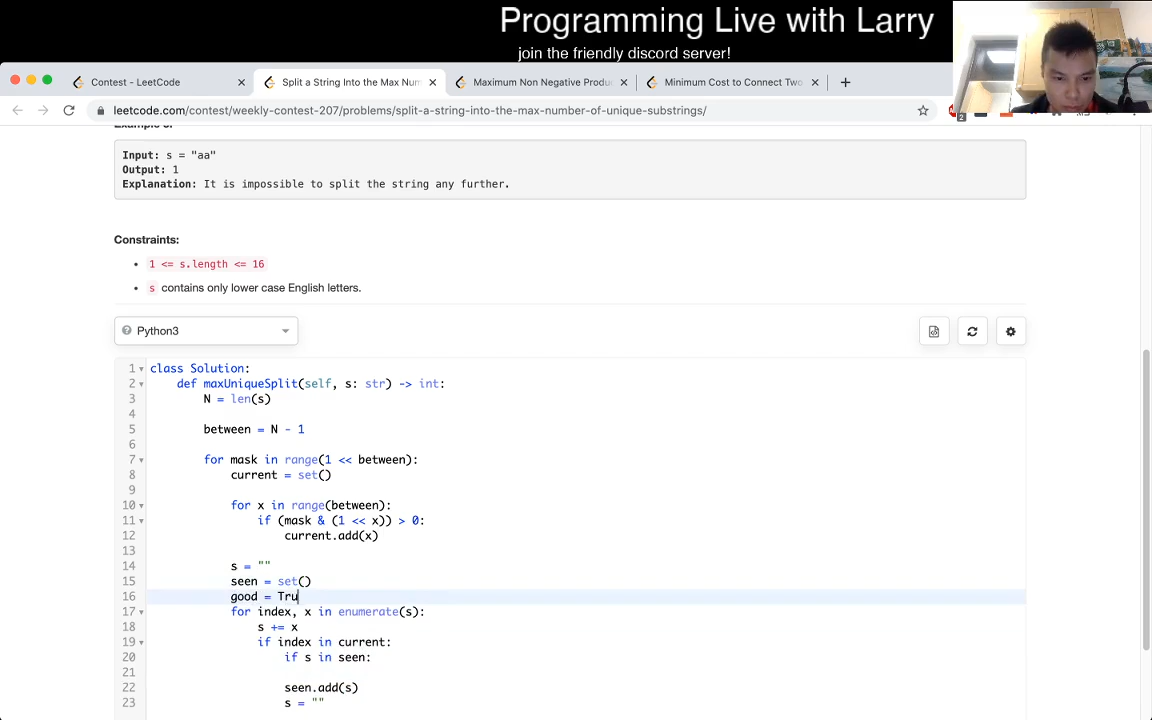 Programming Live with Larry
join the friendly discord server!
Contest - LeetCode
Split a String Into the Max Num
Maximum Non Negative Produ
Minimum Cost to Connect Two
leetcode.com/contest/weekly-contest-207/problems/split-a-string-into-the-max-number-of-unique-substrings/
2
Example 3:
Input: s = "aa"
Output: 1
Explanation: It is impossible to split the string any further.
Constraints:
1 <= s.length <= 16
s contains only lower case English letters.
Python3
1 class Solution:
2 def maxUniqueSplit(self, s: str) -> int:
3 N = len(s)
4
5 between = N - 1
6
7 for mask in range(1 << between):
8 current = set()
9
10 for x in range(between):
11 if (mask & (1 << x)) > 0:
12 current.add(x)
13
14 s = ""
15 seen = set()
16 good = Tru
17 for index, x in enumerate(s):
18 s += x
19 if index in current:
20 if s in seen:
21
22 seen.add(s)
23 s = ""